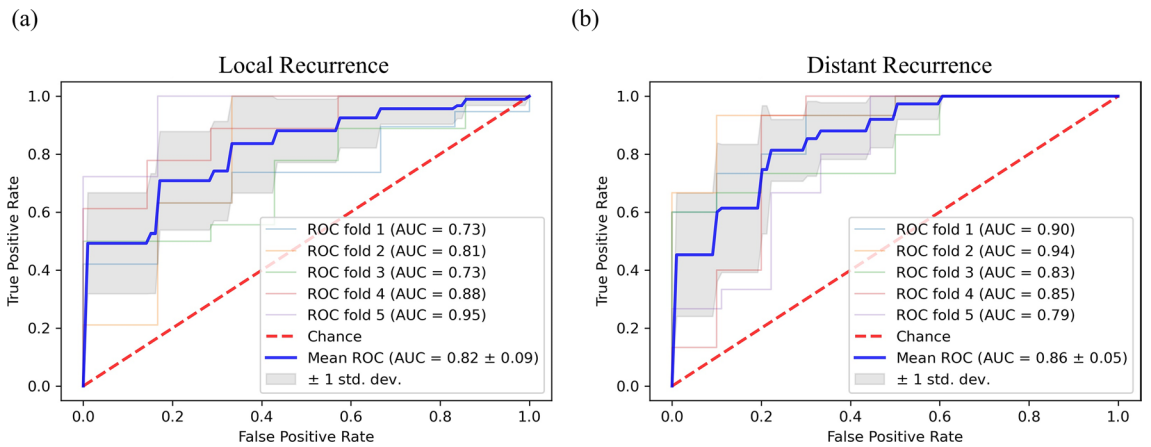 (a)
Local Recurrence
True Positive Rate
1.0
0.8
0.6
0.4
0.2
0.0
ROC fold 1 (AUC = 0.73)
ROC fold 2 (AUC = 0.81)
ROC fold 3 (AUC = 0.73)
ROC fold 4 (AUC = 0.88)
ROC fold 5 (AUC = 0.95)
Chance
Mean ROC (AUC = 0.82 ± 0.09)
± 1 std. dev.
0.0 0.2 0.4 0.6 0.8 1.0
False Positive Rate
(b)
Distant Recurrence
True Positive Rate
1.0
0.8
0.6
0.4
0.2
0.0
ROC fold 1 (AUC = 0.90)
ROC fold 2 (AUC = 0.94)
ROC fold 3 (AUC = 0.83)
ROC fold 4 (AUC = 0.85)
ROC fold 5 (AUC = 0.79)
Chance
Mean ROC (AUC = 0.86 ± 0.05)
± 1 std. dev.
0.0 0.2 0.4 0.6 0.8 1.0
False Positive Rate